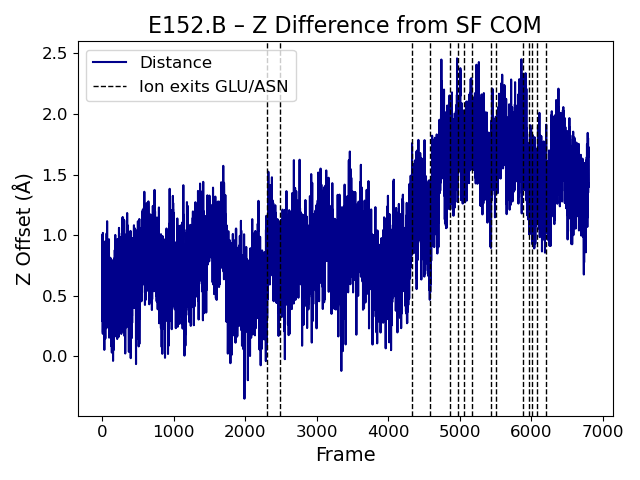 E152.B – Z Difference from SF COM
Distance
Ion exits GLU/ASN
Z Offset (Å)
2.5
2.0
1.5
1.0
0.5
0.0
0
1000
2000
3000
4000
5000
6000
7000
Frame